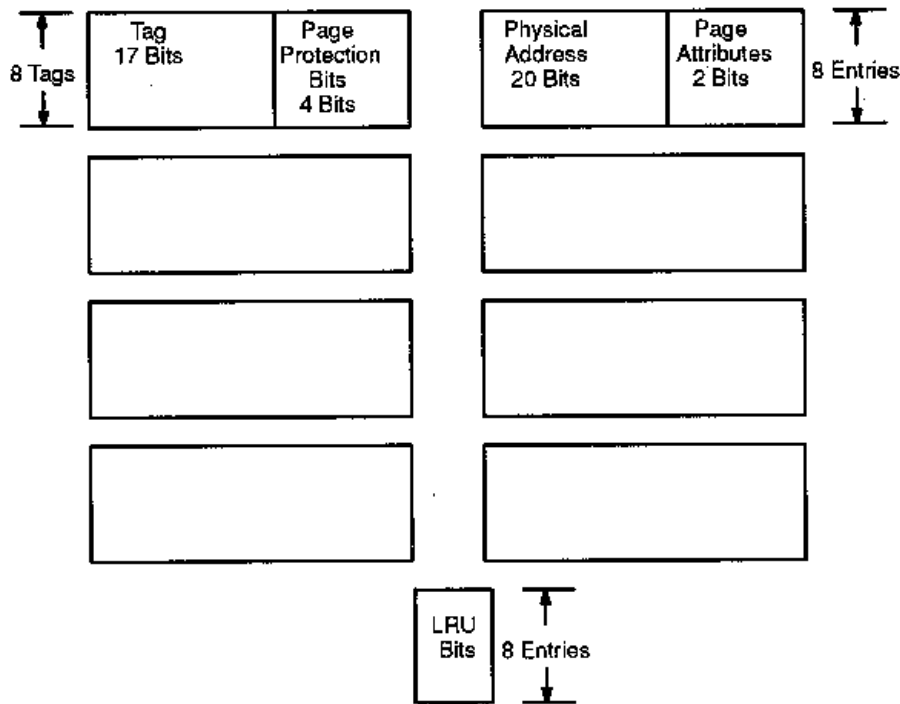 8 Tags
Tag
17 Bits
Page
Protection
Bits
4 Bits
Physical
Address
20 Bits
Page
Attributes
2 Bits
8 Entries
LRU
Bits
8 Entries